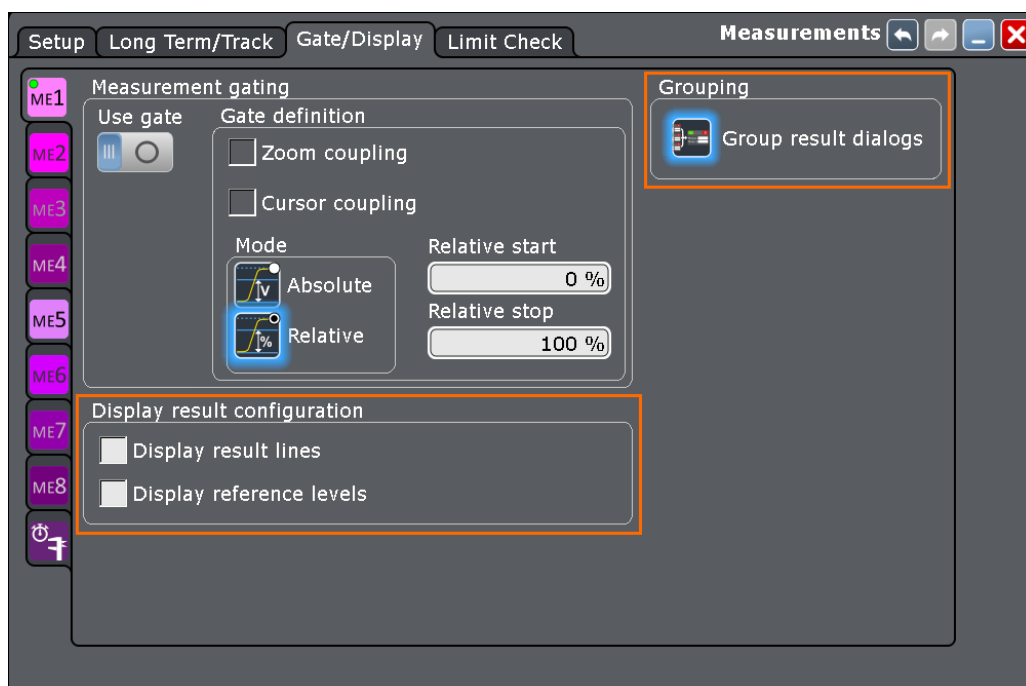 Setup Long Term/Track Gate/Display Limit Check Measurements
ME1
ME2
ME3
ME4
ME5
ME6
ME7
ME8
Measurement gating
Use gate
Gate definition
Zoom coupling
Cursor coupling
Mode
V Absolute
% Relative
Relative start
0 %
Relative stop
100 %
Display result configuration
Display result lines
Display reference levels
Grouping
Group result dialogs